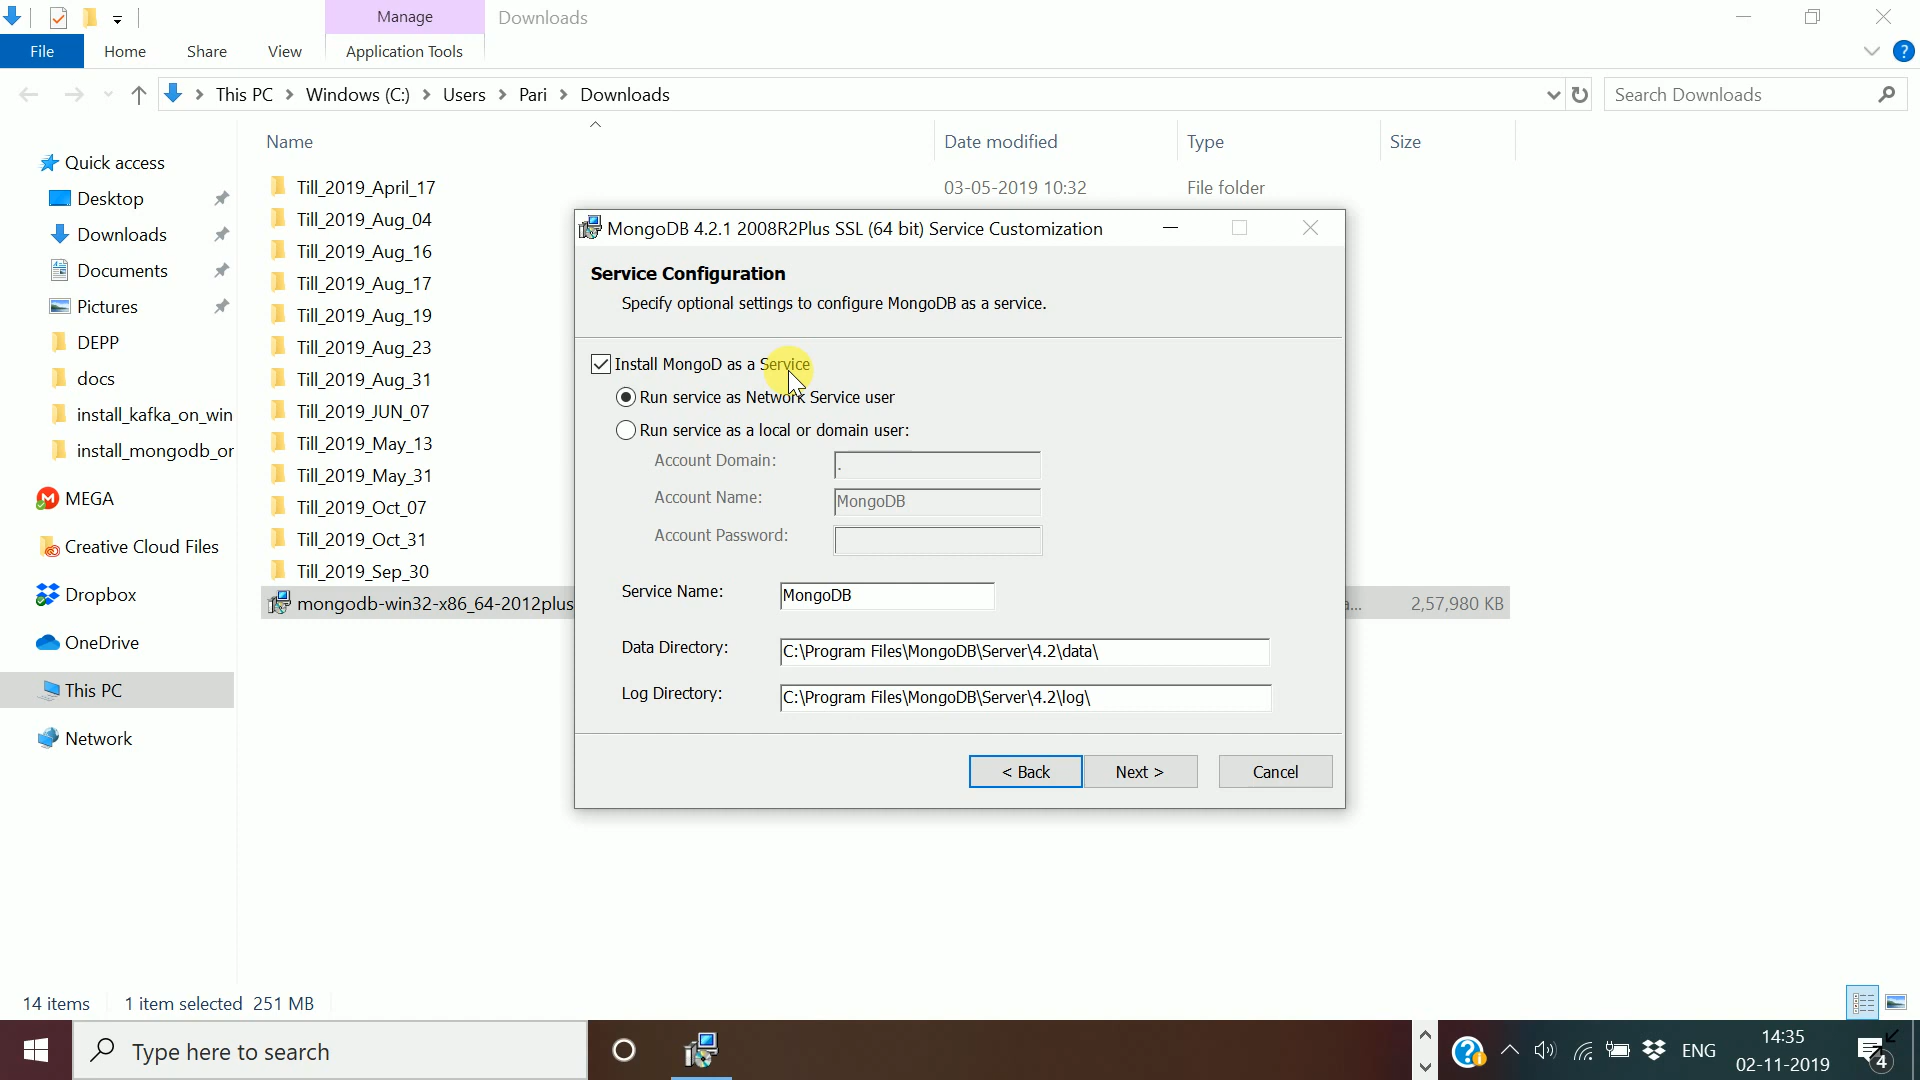 Manage
Downloads
File
Home
Share
View
Application Tools
This PC
Windows (C:)
Users
Pari
Downloads
Search Downloads
Name
Date modified
Type
Size
Quick access
Desktop
Downloads
Documents
Pictures
DEPP
docs
install_kafka_on_win
install_mongodb_or
MEGA
Creative Cloud Files
Dropbox
OneDrive
This PC
Network
Till_2019_April_17
03-05-2019 10:32
File folder
Till_2019_Aug_04
Till_2019_Aug_16
Till_2019_Aug_17
Till_2019_Aug_19
Till_2019_Aug_23
Till_2019_Aug_31
Till_2019_JUN_07
Till_2019_May_13
Till_2019_May_31
Till_2019_Oct_07
Till_2019_Oct_31
Till_2019_Sep_30
mongodb-win32-x86_64-2012plus
a...
2,57,980 KB
MongoDB 4.2.1 2008R2Plus SSL (64 bit) Service Customization
Service Configuration
Specify optional settings to configure MongoDB as a service.
Install MongoD as a Service
Run service as Network Service user
Run service as a local or domain user:
Account Domain:
.
Account Name:
MongoDB
Account Password:
Service Name:
MongoDB
Data Directory:
C:\Program Files\MongoDB\Server\4.2\data\
Log Directory:
C:\Program Files\MongoDB\Server\4.2\log\
< Back
Next >
Cancel
14 items
1 item selected 251 MB
Type here to search
ENG
14:35
02-11-2019
4